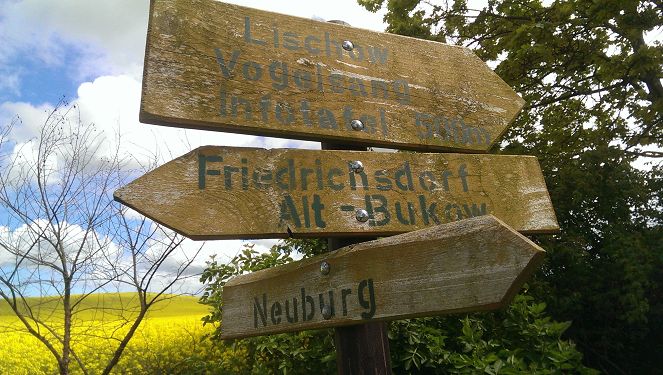 Lischow
Vogelsang
Infotafel 500m
Friedrichsdorf
Alt-Bukow
Neuburg